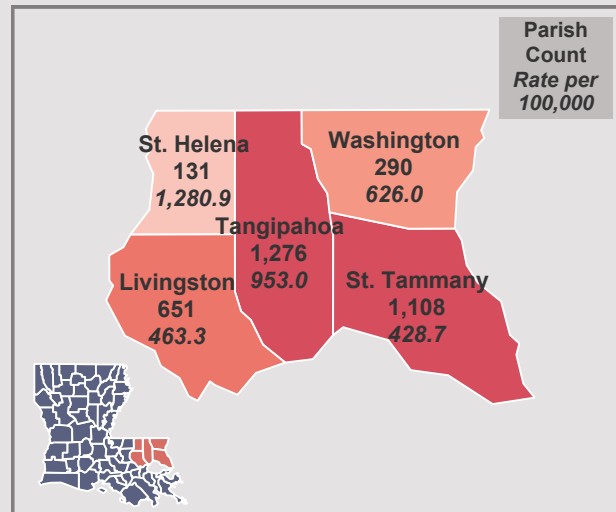 Parish
Count
Rate per
100,000
St. Helena
131
1,280.9
Washington
290
626.0
Tangipahoa
1,276
953.0
Livingston
651
463.3
St. Tammany
1,108
428.7